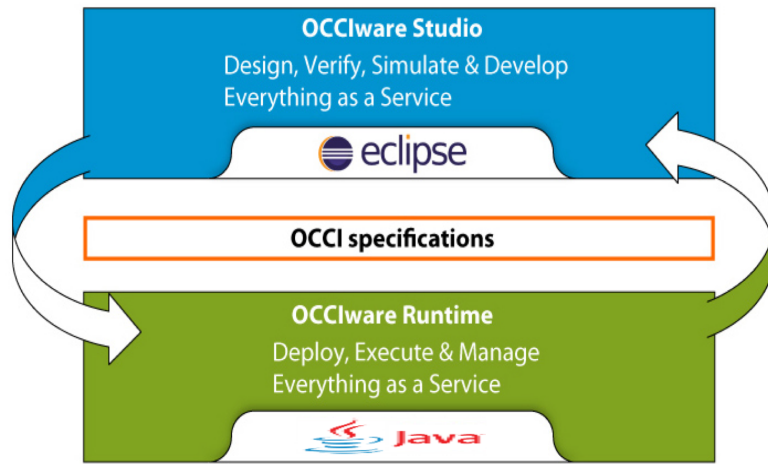 OCCIware Studio
Design, Verify, Simulate & Develop
Everything as a Service
eclipse
OCCI specifications
OCCIware Runtime
Deploy, Execute & Manage
Everything as a Service
Java